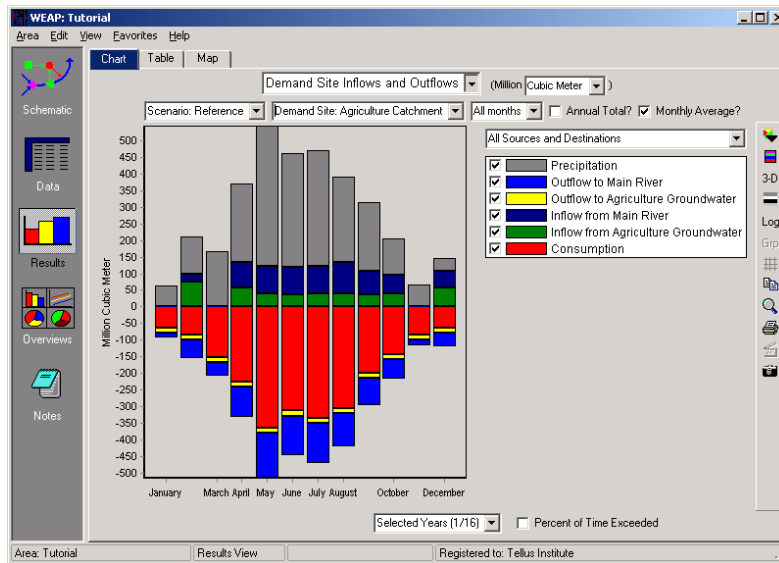 WEAP: Tutorial
Area Edit View Favorites Help
Chart Table Map
Demand Site Inflows and Outflows (Million Cubic Meter )
Scenario: Reference Demand Site: Agriculture Catchment All months Annual Total? Monthly Average?
All Sources and Destinations
Precipitation
Outflow to Main River
Outflow to Agriculture Groundwater
Inflow from Main River
Inflow from Agriculture Groundwater
Consumption
Schematic
Data
Results
Overviews
Notes
Million Cubic Meter
500
450
400
350
300
250
200
150
100
50
0
-50
-100
-150
-200
-250
-300
-350
-400
-450
-500
January March April May June July August October December
3-D
Log
Grp
Selected Years (1/16) Percent of Time Exceeded
Area: Tutorial Results View Registered to: Tellus Institute